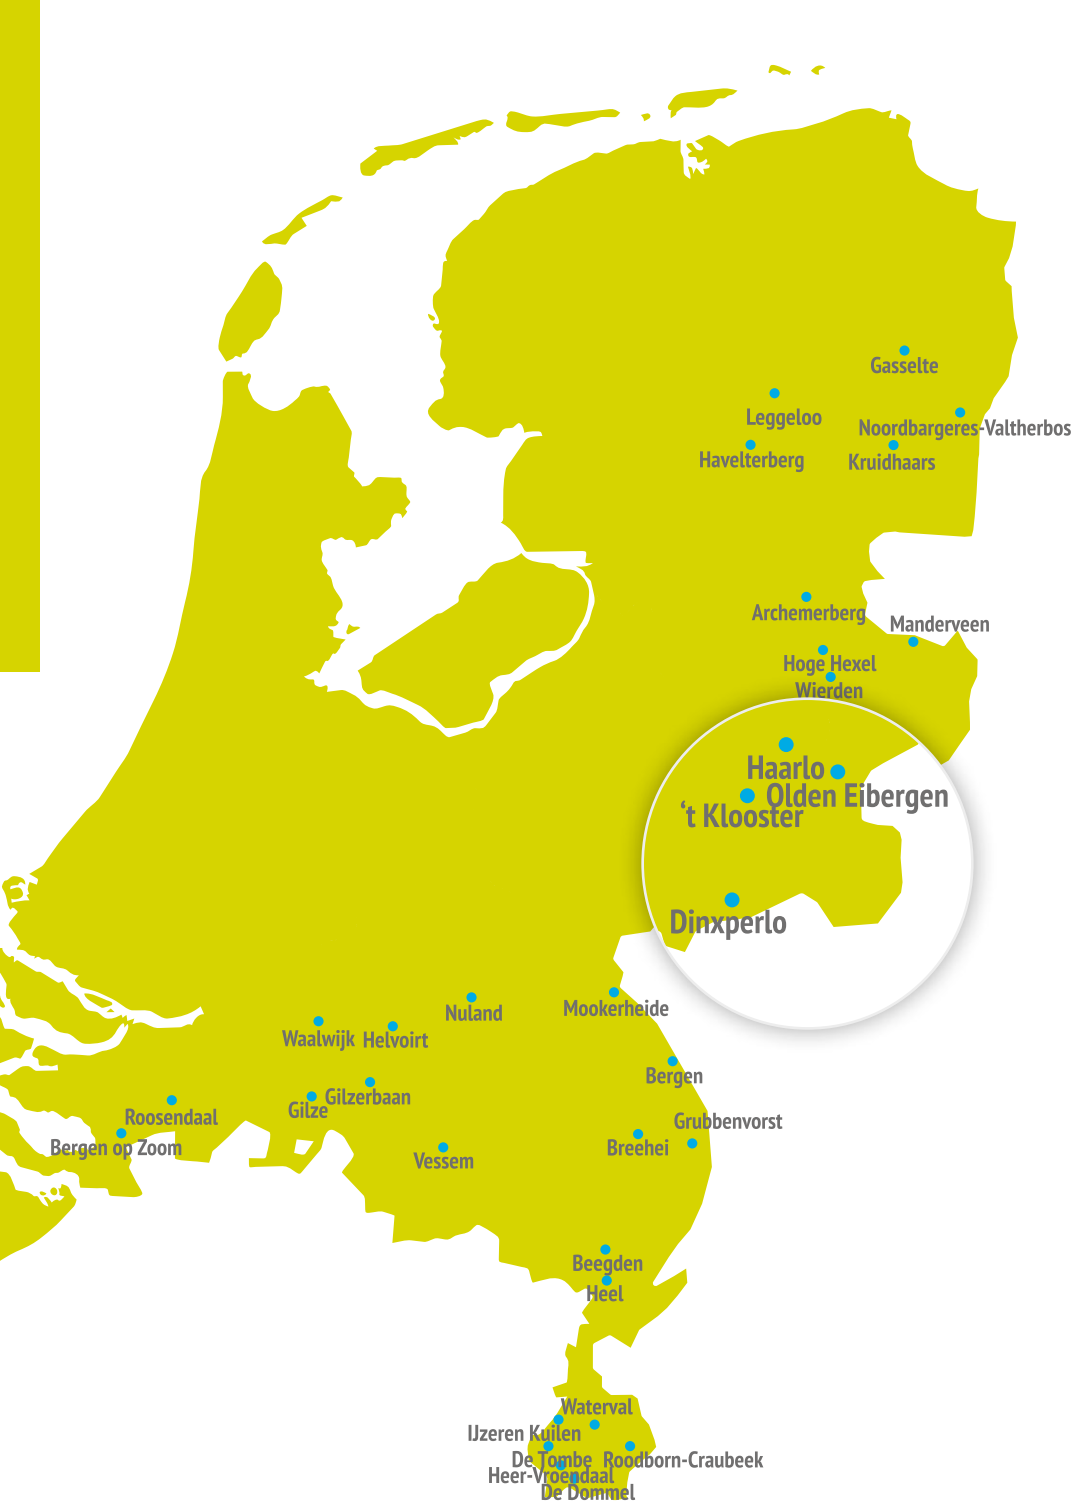 Gasselte
Leggeloo
Noordbargeres-Valtherbos
Havelterberg
Kruidhaars
Archemerberg
Manderveen
Hoge Hexel
Wierden
Haarlo
Olden Eibergen
‘t Klooster
Dinxperlo
Nuland
Mookerheide
Waalwijk
Helvoirt
Bergen
Gilzerbaan
Gilze
Roosendaal
Grubbenvorst
Bergen op Zoom
Breehei
Vessem
Beegden
Heel
Waterval
IJzeren Kuilen
De Tombe
Roodborn-Craubeek
Heer-Vroendaal
De Dommel